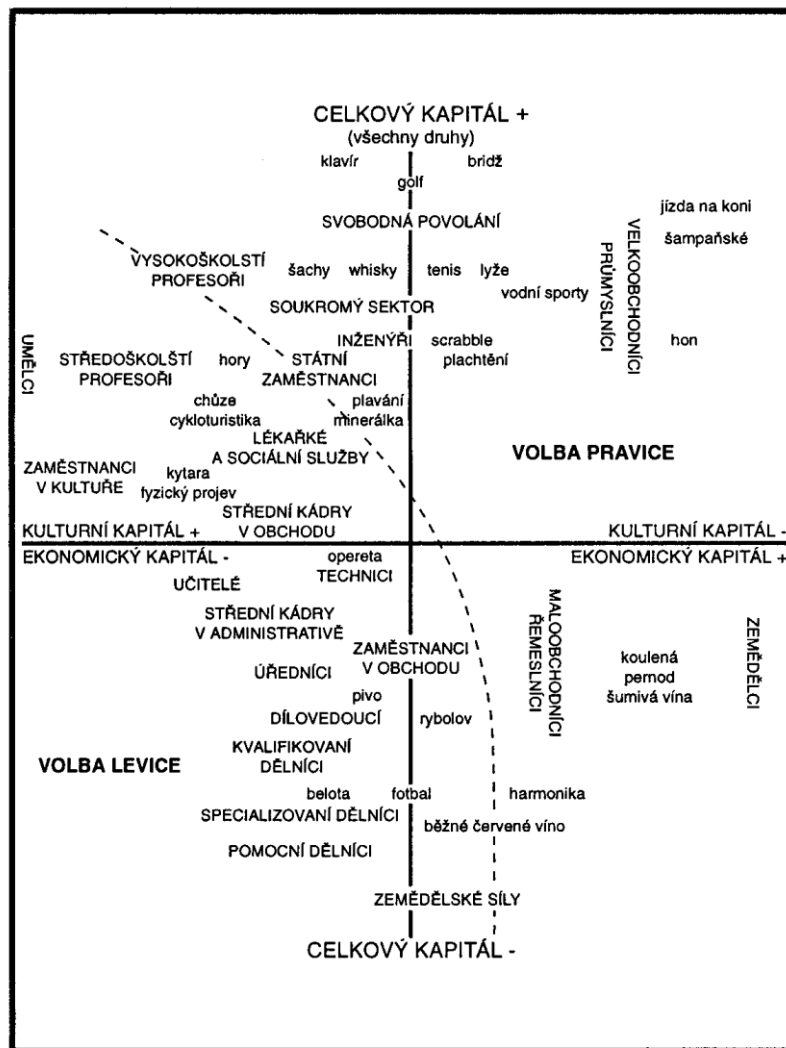 CELKOVÝ KAPITÁL +
(všechny druhy)
klavír
bridž
golf
jízda na koni
SVOBODNÁ POVOLÁNÍ
šampaňské
VELKOOBCHODNÍCI
PRŮMYSLNÍCI
VYSOKOŠKOLSTÍ
PROFESOŘI
šachy
whisky
tenis
lyže
vodní sporty
SOUKROMÝ SEKTOR
INŽENÝŘI
scrabble
hon
UMĚLCI
STŘEDOŠKOLŠTÍ
PROFESOŘI
hory
STÁTNÍ
ZAMĚSTNANCI
plachtění
chůze
plavání
cykloturistika
minerálka
LÉKAŘKÉ
A SOCIÁLNÍ SLUŽBY
VOLBA PRAVICE
ZAMĚSTNANCI
V KULTUŘE
kytara
fyzický projev
STŘEDNÍ KÁDRY
V OBCHODU
KULTURNÍ KAPITÁL +
KULTURNÍ KAPITÁL -
EKONOMICKÝ KAPITÁL -
EKONOMICKÝ KAPITÁL +
opereta
TECHNICI
UČITELÉ
STŘEDNÍ KÁDRY
V ADMINISTRATIVĚ
MALOOBCHODNÍCI
ŘEMESLNÍCI
ZEMĚDĚLCI
ZAMĚSTNANCI
V OBCHODU
koulená
pernod
šumivá vína
ÚŘEDNÍCI
pivo
DÍLOVEDOUCÍ
rybolov
KVALIFIKOVANÍ
DĚLNÍCI
VOLBA LEVICE
belota
fotbal
harmonika
SPECIALIZOVANÍ DĚLNÍCI
běžné červené víno
POMOCNÍ DĚLNÍCI
ZEMĚDĚLSKÉ SÍLY
CELKOVÝ KAPITÁL -